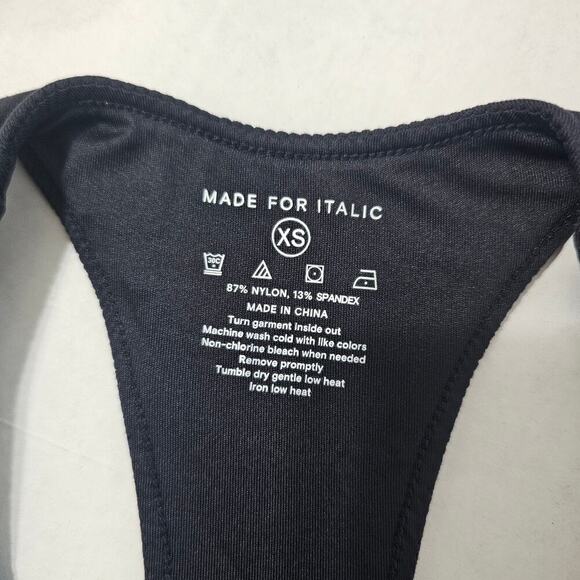 MADE FOR ITALIC
XS
30C
87% NYLON, 13% SPANDEX
MADE IN CHINA
Turn garment inside out
Machine wash cold with like colors
Non-chlorine bleach when needed
Remove promptly
Tumble dry gentle low heat
Iron low heat